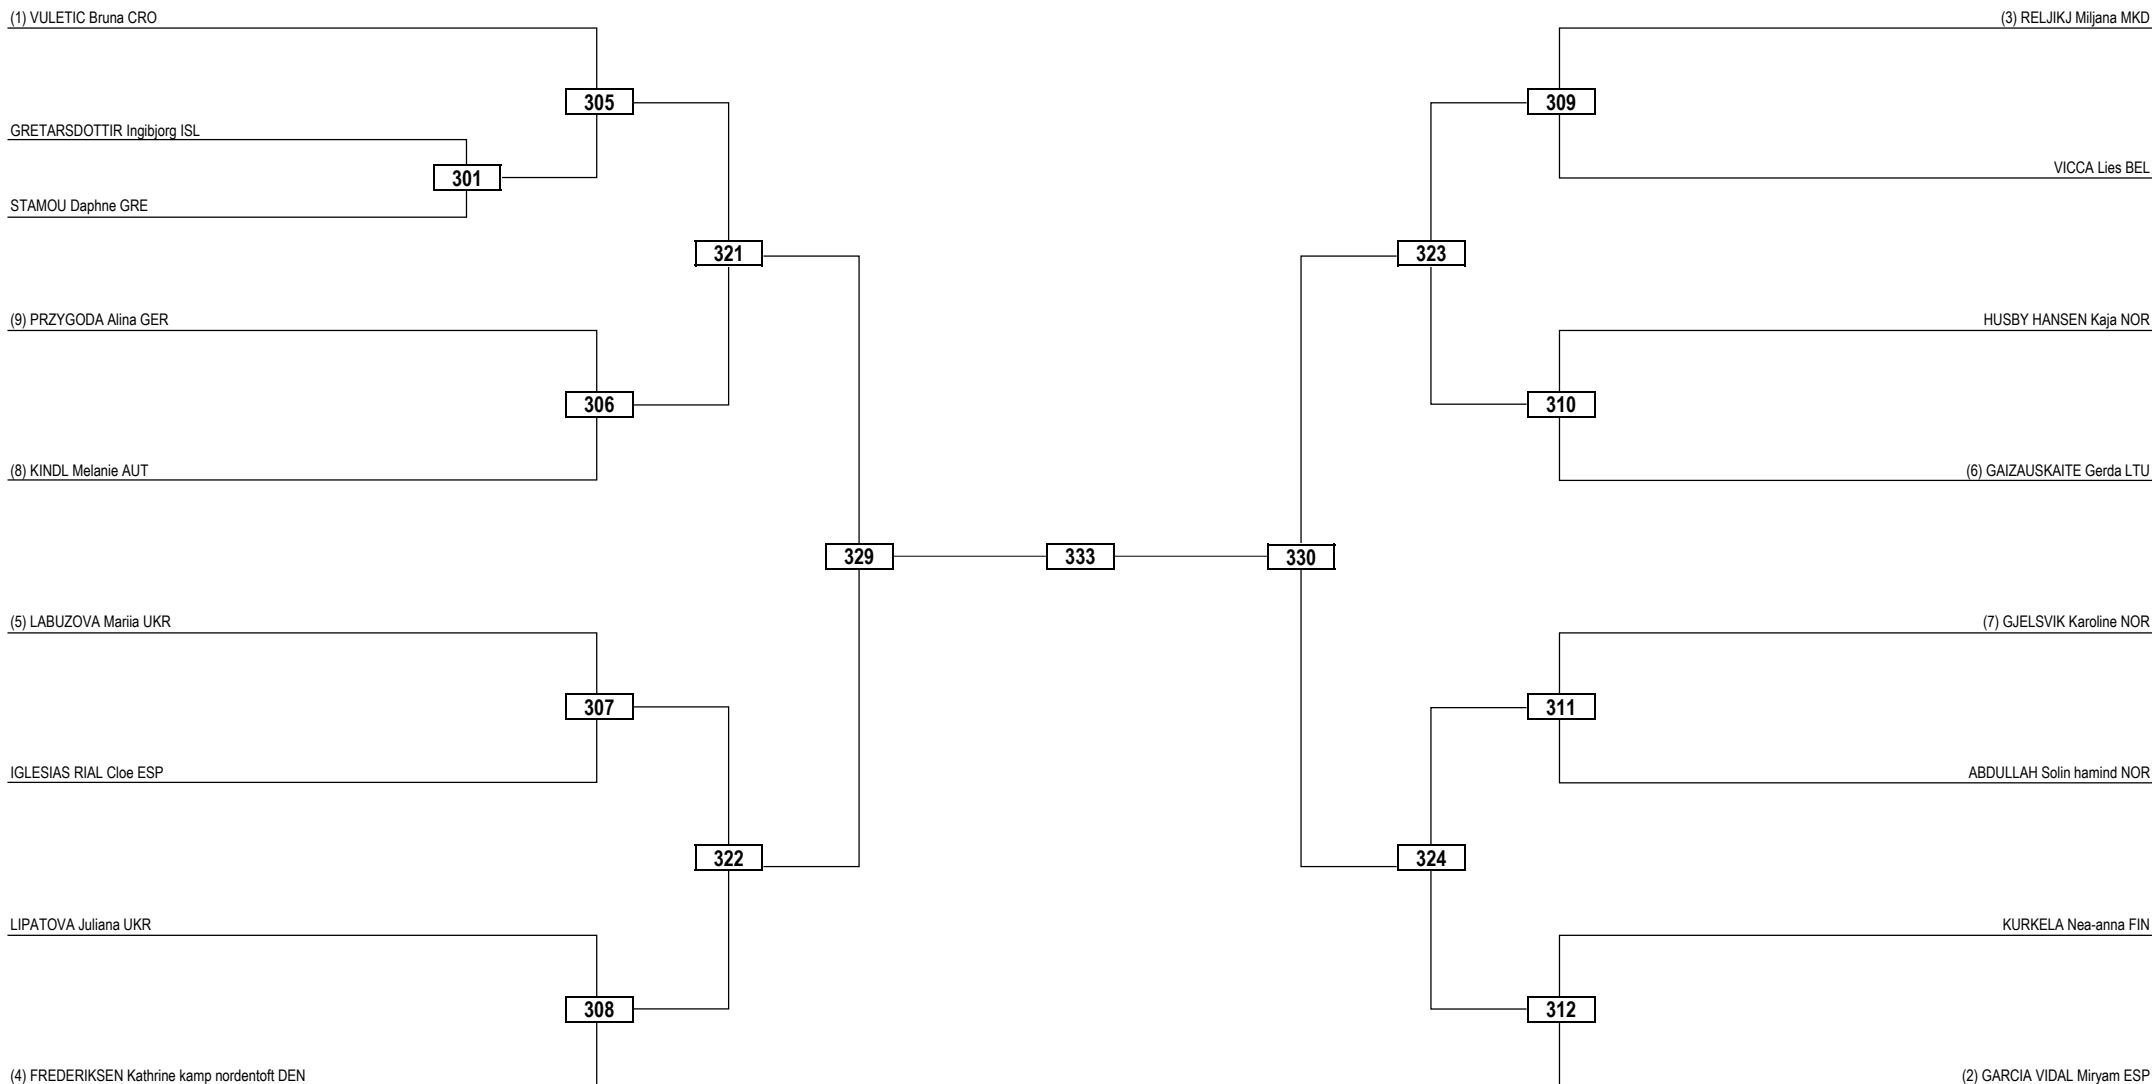 (1) VULETIC Bruna CRO
(3) RELJIKJ Miljana MKD
305
309
GRETARSDOTTIR Ingibjorg ISL
301
VICCA Lies BEL
STAMOU Daphne GRE
321
323
(9) PRZYGODA Alina GER
HUSBY HANSEN Kaja NOR
306
310
(8) KINDL Melanie AUT
(6) GAIZAUSKAITE Gerda LTU
329
333
330
(5) LABUZOVA Mariia UKR
(7) GJELSVIK Karoline NOR
307
311
IGLESIAS RIAL Cloe ESP
ABDULLAH Solin hamind NOR
322
324
LIPATOVA Juliana UKR
KURKELA Nea-anna FIN
308
312
(4) FREDERIKSEN Kathrine kamp nordentoft DEN
(2) GARCIA VIDAL Miryam ESP